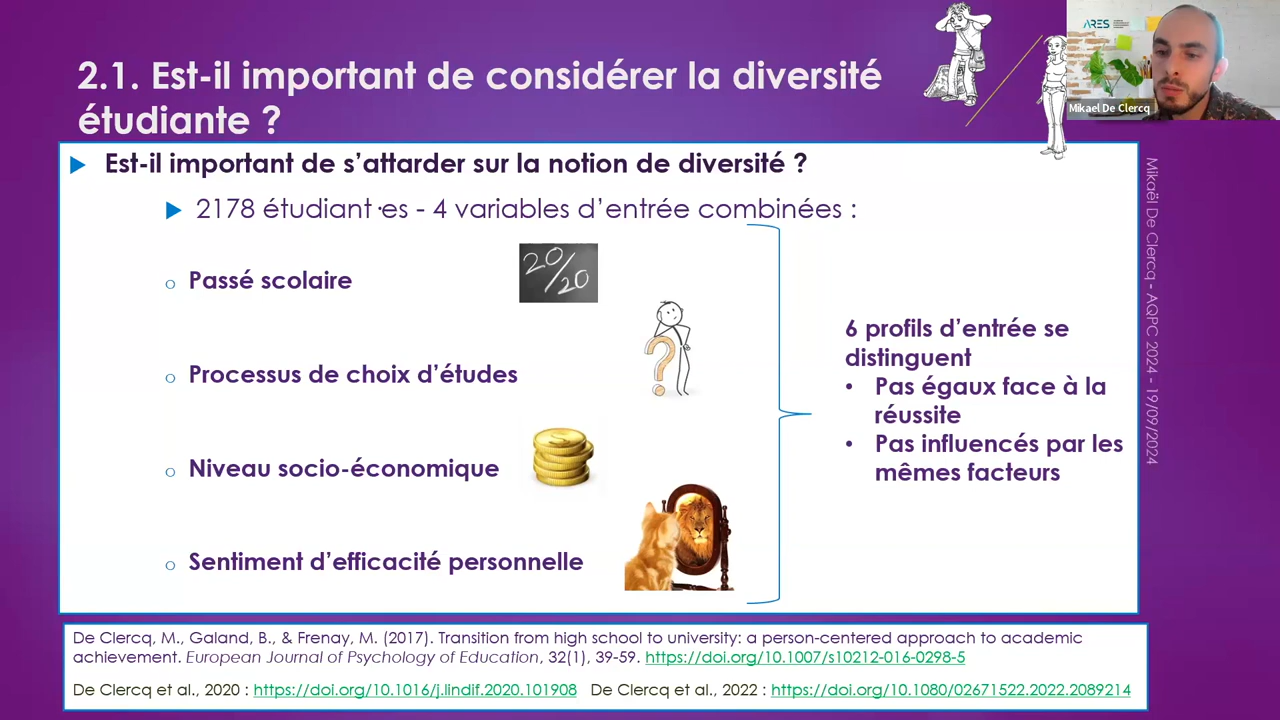 2.1. Est-il important de considérer la diversité
étudiante ?
ARES
Mikael De Clercq
Est-il important de s’attarder sur la notion de diversité ?
2178 étudiant·es - 4 variables d’entrée combinées :
Passé scolaire
20/20
Processus de choix d’études
?
Niveau socio-économique
Sentiment d’efficacité personnelle
6 profils d’entrée se
distinguent
• Pas égaux face à la
réussite
• Pas influencés par les
mêmes facteurs
Mikaël De Clercq - AQPC 2024 - 19/09/2024
De Clercq, M., Galand, B., & Frenay, M. (2017). Transition from high school to university: a person-centered approach to academic
achievement. European Journal of Psychology of Education, 32(1), 39-59. https://doi.org/10.1007/s10212-016-0298-5
De Clercq et al., 2020 : https://doi.org/10.1016/j.lindif.2020.101908 De Clercq et al., 2022 : https://doi.org/10.1080/02671522.2022.2089214